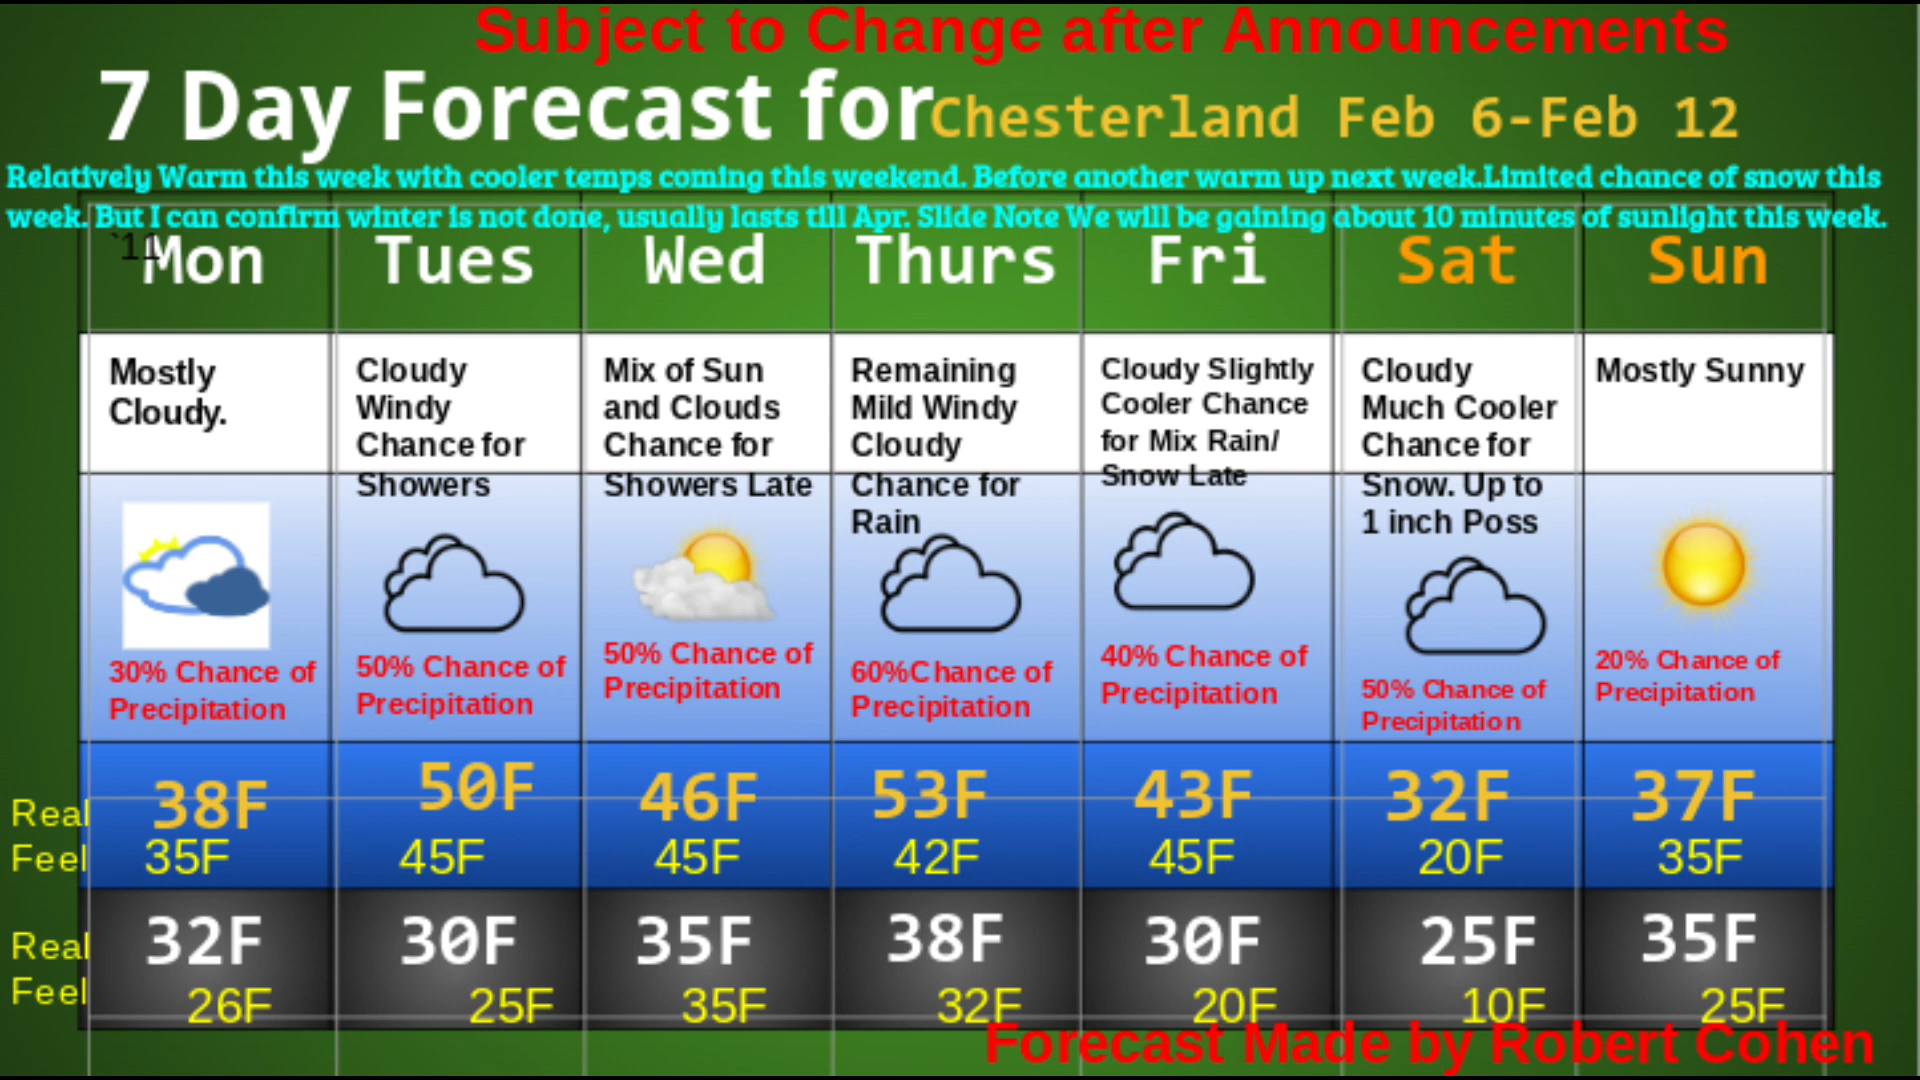 Subject to Change after Announcements
7 Day Forecast for Chesterland Feb 6-Feb 12
Relatively Warm this week with cooler temps coming this weekend. Before another warm up next week.Limited chance of snow this
week. But I can confirm winter is not done, usually lasts till Apr. Slide Note We will be gaining about 10 minutes of sunlight this week.
`11
Mon Tues Wed Thurs Fri Sat Sun
Mostly
Cloudy.
Cloudy
Windy
Chance for
Showers
Mix of Sun
and Clouds
Chance for
Showers Late
Remaining
Mild Windy
Cloudy
Chance for
Rain
Cloudy Slightly
Cooler Chance
for Mix Rain/
Snow Late
Cloudy
Much Cooler
Chance for
Snow. Up to
1 inch Poss
Mostly Sunny
30% Chance of
Precipitation
50% Chance of
Precipitation
50% Chance of
Precipitation
60%Chance of
Precipitation
40% Chance of
Precipitation
50% Chance of
Precipitation
20% Chance of
Precipitation
38F 50F 46F 53F 43F 32F 37F
Real
Feel 35F 45F 45F 42F 45F 20F 35F
32F 30F 35F 38F 30F 25F 35F
Real
Feel 26F 25F 35F 32F 20F 10F 25F
Forecast Made by Robert Cohen